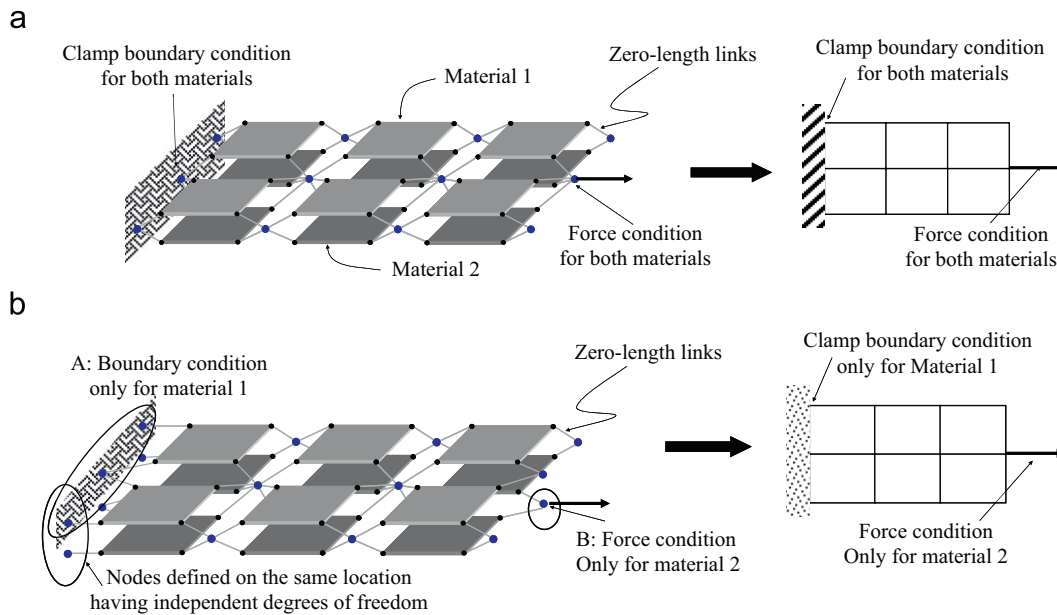 a
Clamp boundary condition
for both materials
Material 1
Zero-length links
Material 2
Force condition
for both materials
Clamp boundary condition
for both materials
Force condition
for both materials
b
A: Boundary condition
only for material 1
Zero-length links
B: Force condition
Only for material 2
Nodes defined on the same location
having independent degrees of freedom
Clamp boundary condition
only for Material 1
Force condition
Only for material 2